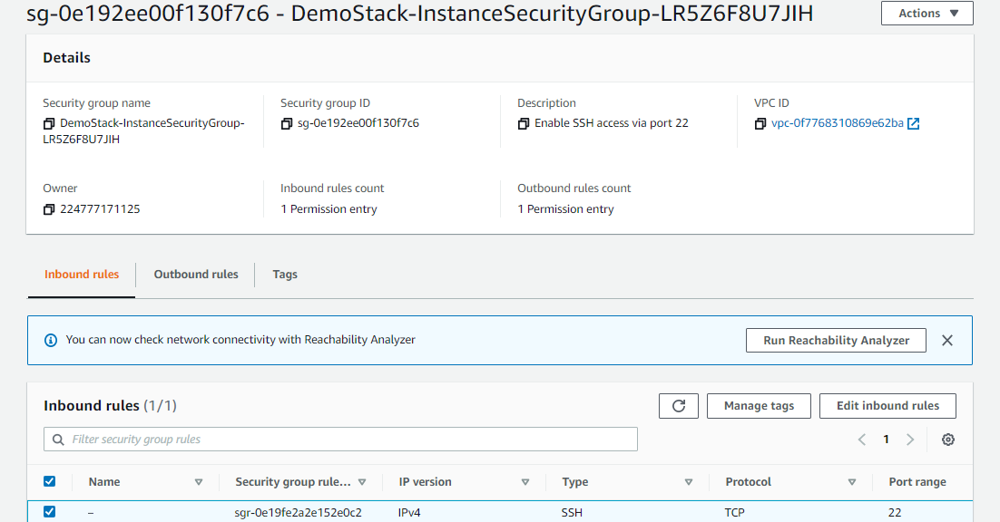 sg-0e192ee00f130f7c6 - DemoStack-InstanceSecurityGroup-LR5Z6F8U7JIH
Actions
Details
Security group name
DemoStack-InstanceSecurityGroup-
LR5Z6F8U7JIH
Security group ID
sg-0e192ee00f130f7c6
Description
Enable SSH access via port 22
VPC ID
vpc-0f7768310869e62ba
Owner
224777171125
Inbound rules count
1 Permission entry
Outbound rules count
1 Permission entry
Inbound rules
Outbound rules
Tags
You can now check network connectivity with Reachability Analyzer
Run Reachability Analyzer
Inbound rules (1/1)
Manage tags
Edit inbound rules
Filter security group rules
1
Name
Security group rule...
IP version
Type
Protocol
Port range
–
sgr-0e19fe2a2e152e0c2
IPv4
SSH
TCP
22